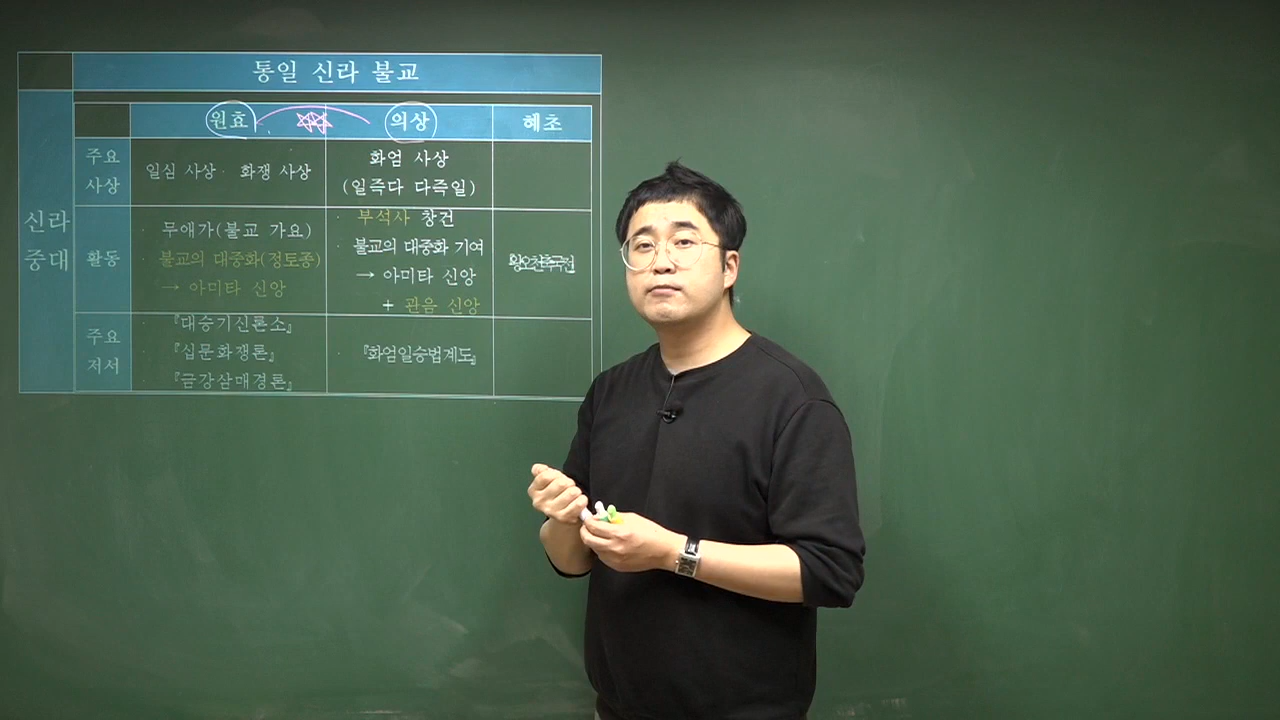 통일 신라 불교
원효 의상 혜초
신라
중대
주요
사상
일심 사상 · 화쟁 사상
화엄 사상
(일즉다 다즉일)
활동
· 무애가(불교 가요)
· 불교의 대중화(정토종)
→ 아미타 신앙
· 부석사 창건
· 불교의 대중화 기여
→ 아미타 신앙
+ 관음 신앙
왕오천축국전
주요
저서
· 『대승기신론소』
· 『십문화쟁론』
· 『금강삼매경론』
· 『화엄일승법계도』